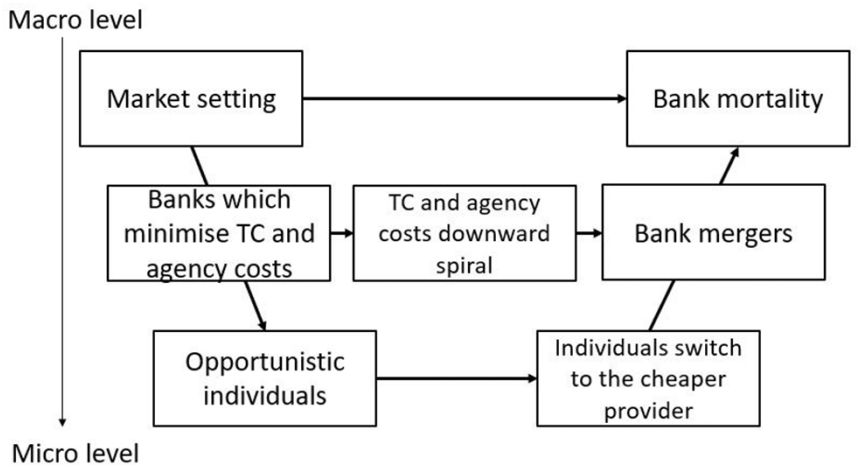 Macro level
Market setting
Bank mortality
Banks which
minimise TC and
agency costs
TC and agency
costs downward
spiral
Bank mergers
Opportunistic
individuals
Individuals switch
to the cheaper
provider
Micro level